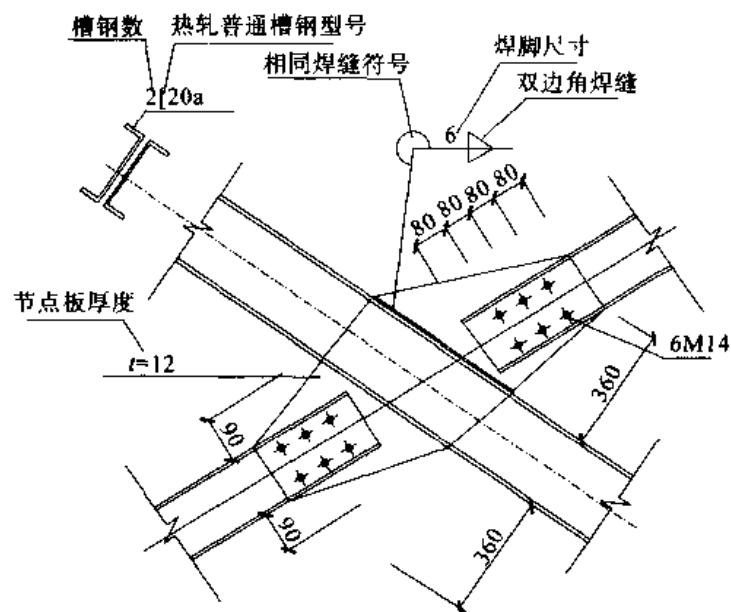 槽钢数
热轧普通槽钢型号
焊脚尺寸
相同焊缝符号
双边角焊缝
2[20a
6
80 80 80 80
节点板厚度
t=12
6M14
360
90
90
360